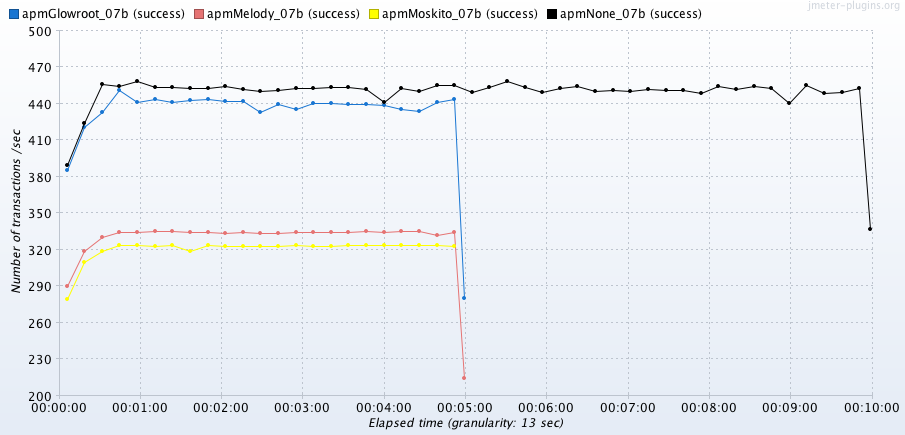 jmeter-plugins.org
apmGlowroot_07b (success) apmMelody_07b (success) apmMoskito_07b (success) apmNone_07b (success)
500
470
440
410
380
350
320
290
260
230
200
Number of transactions /sec
00:00:00 00:01:00 00:02:00 00:03:00 00:04:00 00:05:00 00:06:00 00:07:00 00:08:00 00:09:00 00:10:00
Elapsed time (granularity: 13 sec)